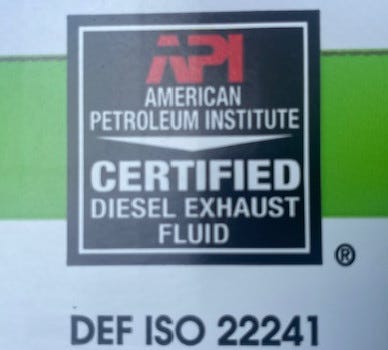 API
AMERICAN
PETROLEUM INSTITUTE
CERTIFIED
DIESEL EXHAUST
FLUID
®
DEF ISO 22241